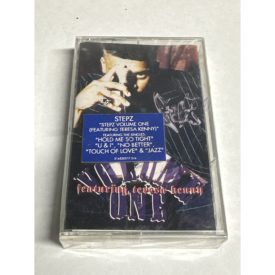 STEPZ
"STEPZ VOLUME ONE
(FEATURING TERESA KENNY)"
FEATURING THE SINGLES:
"HOLD ME SO TIGHT"
"U & I", "NO BETTER",
"TOUCH OF LOVE" & "JAZZ"
featuring teresa kenny
ONE